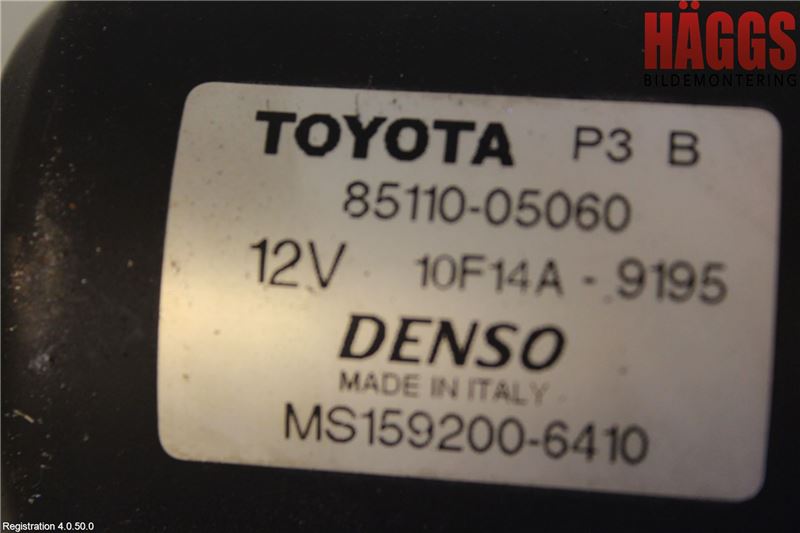 HÄGGS
BILDEMONTERING
TOYOTA P3 B
85110-05060
12V 10F14A - 9195
DENSO
MADE IN ITALY
MS159200-6410
Registration 4.0.50.0